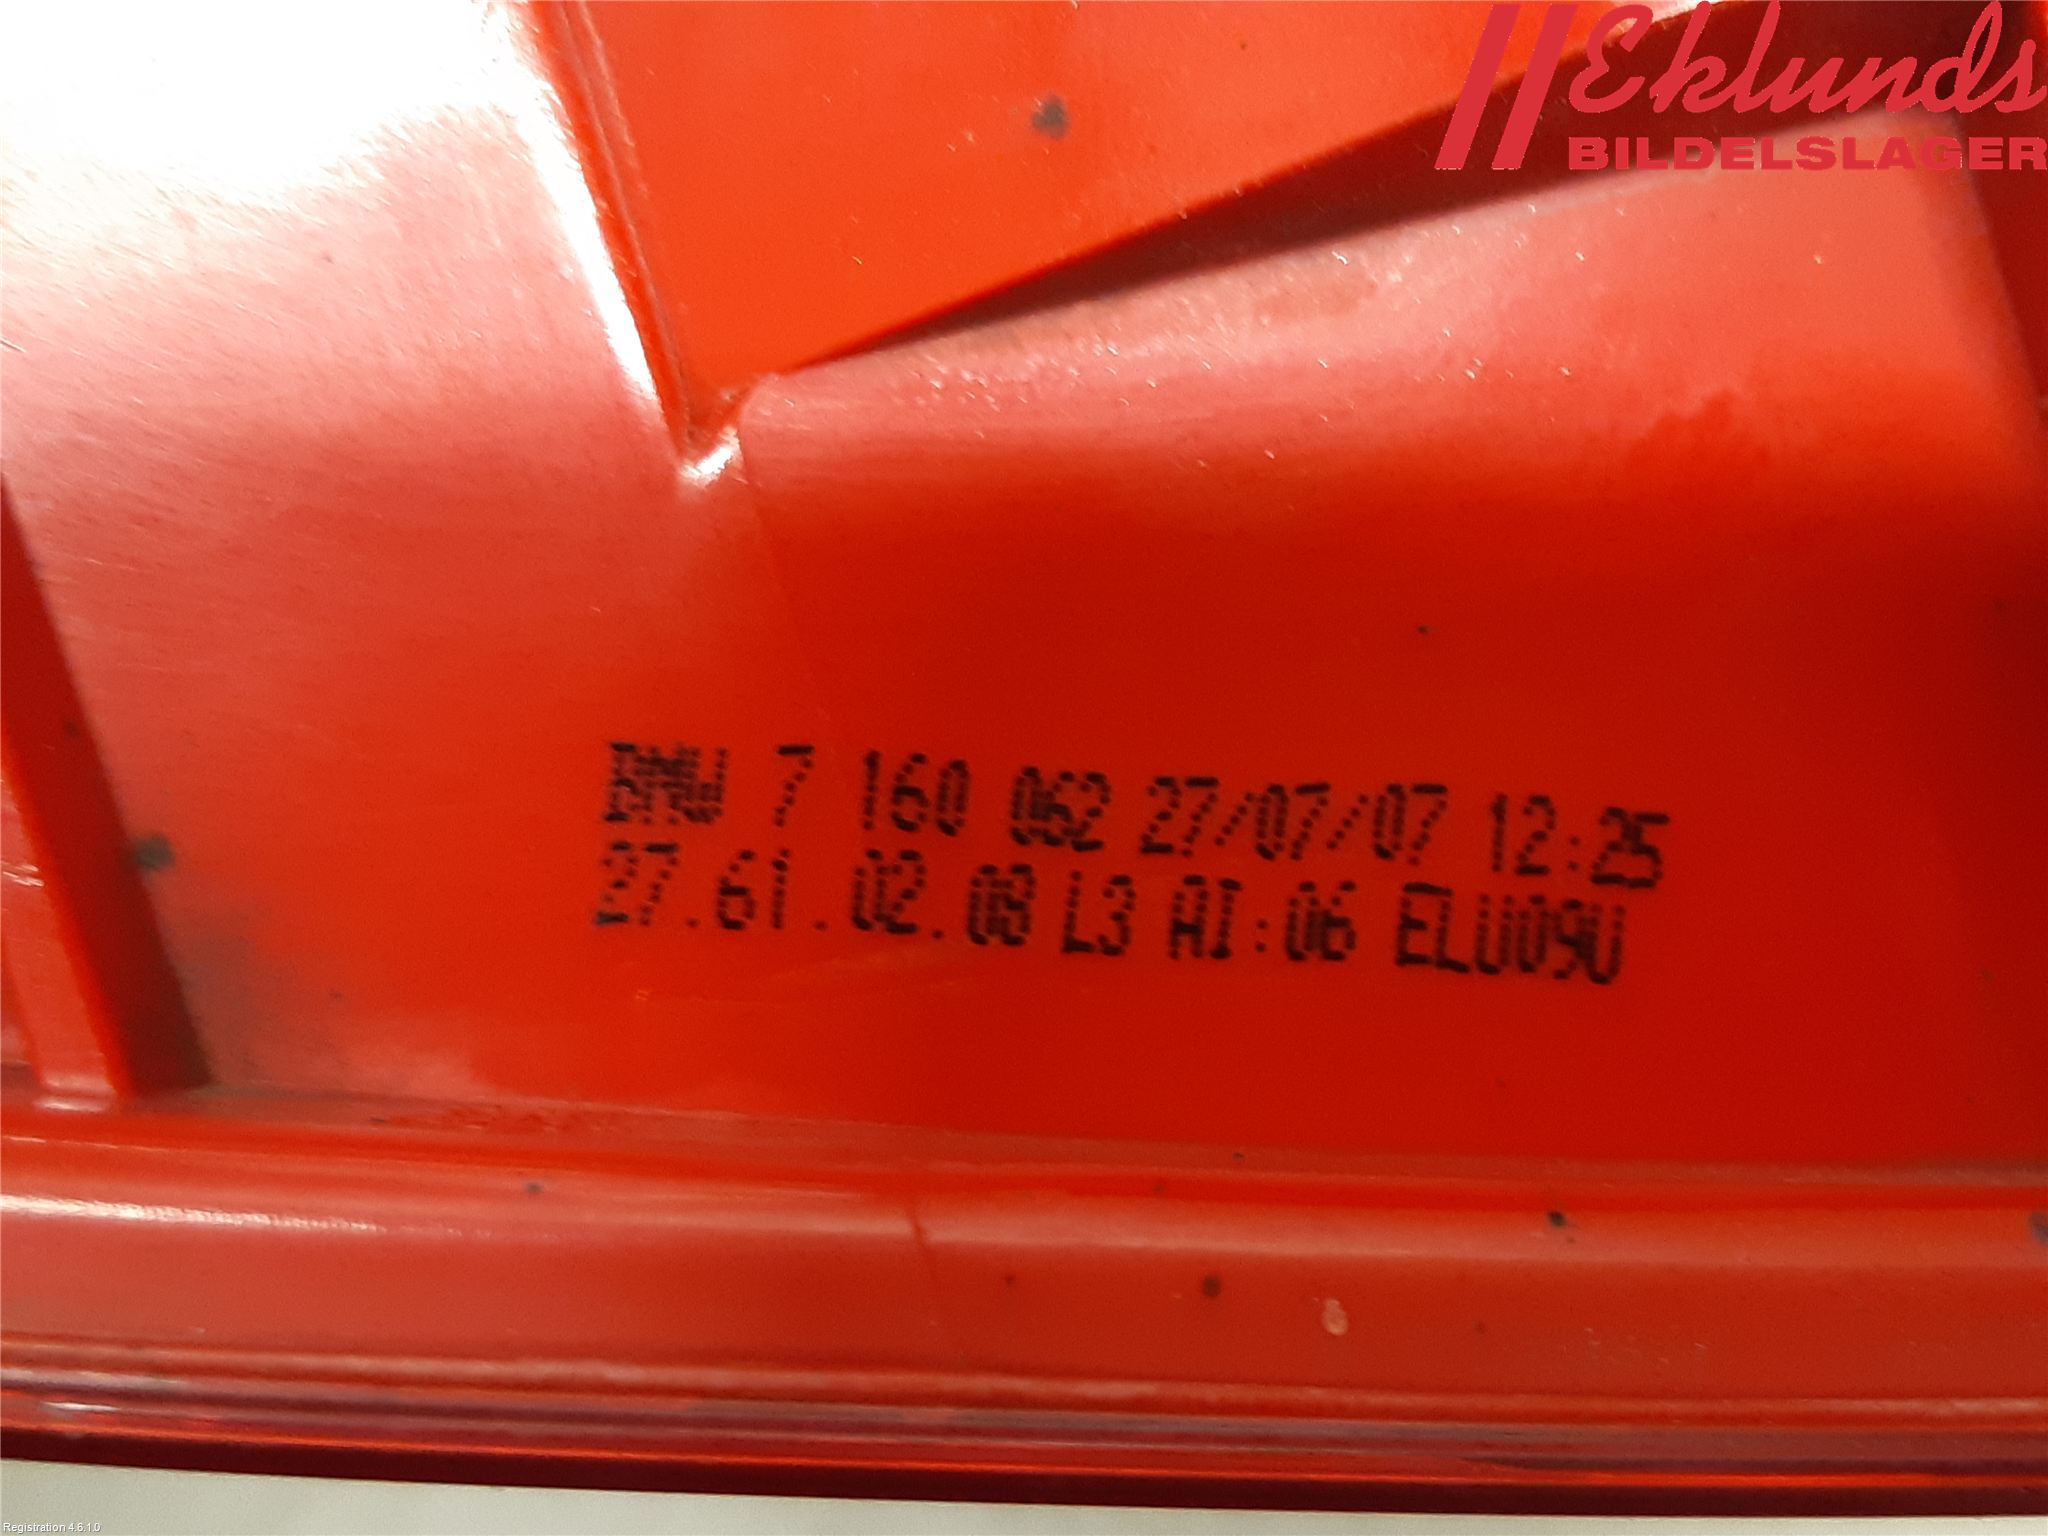 Eklunds
BILDELSLAGER
BMW 7 160 062 27/07/07 12:25
27.61.02.08 L3 AI:06 ELU09U
Registration 4.6.1.0